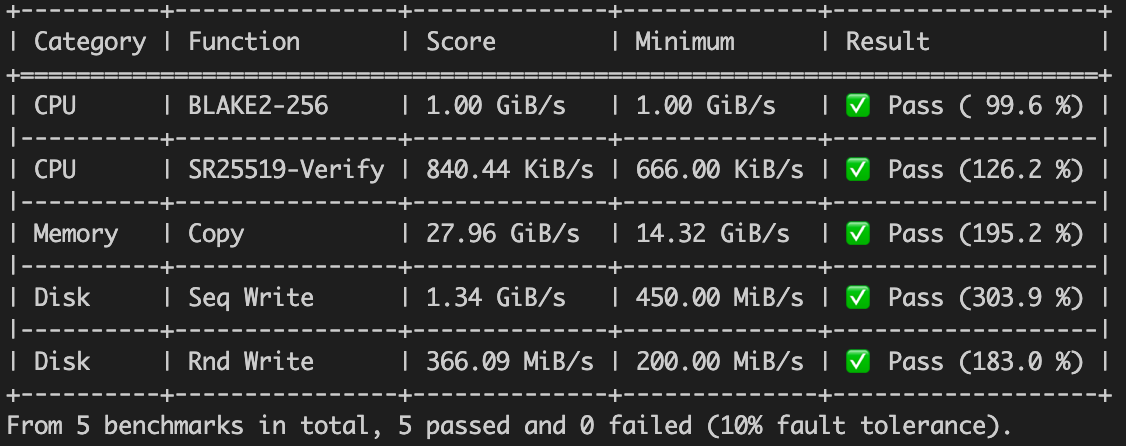 +----------+----------------+-------------+-------------+-------------------+
| Category | Function       | Score       | Minimum     | Result            |
+===========================================================================+
| CPU      | BLAKE2-256     | 1.00 GiB/s  | 1.00 GiB/s  | ✅ Pass ( 99.6 %) |
|----------+----------------+-------------+-------------+-------------------|
| CPU      | SR25519-Verify | 840.44 KiB/s | 666.00 KiB/s | ✅ Pass (126.2 %) |
|----------+----------------+-------------+-------------+-------------------|
| Memory   | Copy           | 27.96 GiB/s | 14.32 GiB/s | ✅ Pass (195.2 %) |
|----------+----------------+-------------+-------------+-------------------|
| Disk     | Seq Write      | 1.34 GiB/s  | 450.00 MiB/s | ✅ Pass (303.9 %) |
|----------+----------------+-------------+-------------+-------------------|
| Disk     | Rnd Write      | 366.09 MiB/s | 200.00 MiB/s | ✅ Pass (183.0 %) |
+----------+----------------+-------------+-------------+-------------------+
From 5 benchmarks in total, 5 passed and 0 failed (10% fault tolerance).